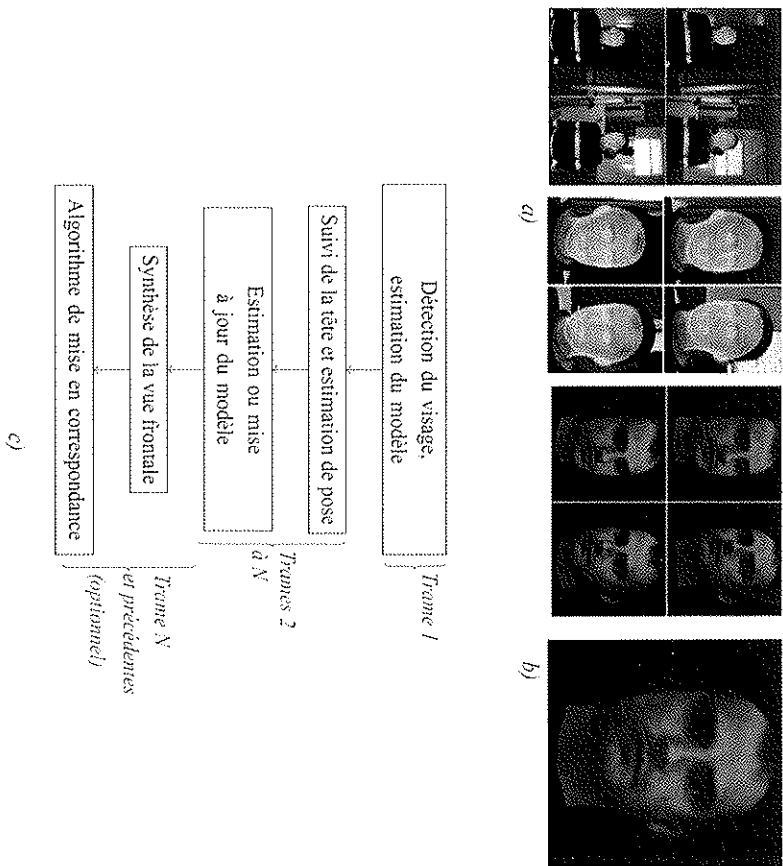 a)
b)
Détection du visage,
estimation du modèle
Trame 1
Suivi de la tête et estimation de pose
Estimation ou mise
à jour du modèle
Trames 2
à N
Synthèse de la vue frontale
Algorithme de mise en correspondance
Trame N
et précédentes
(optionnel)
c)